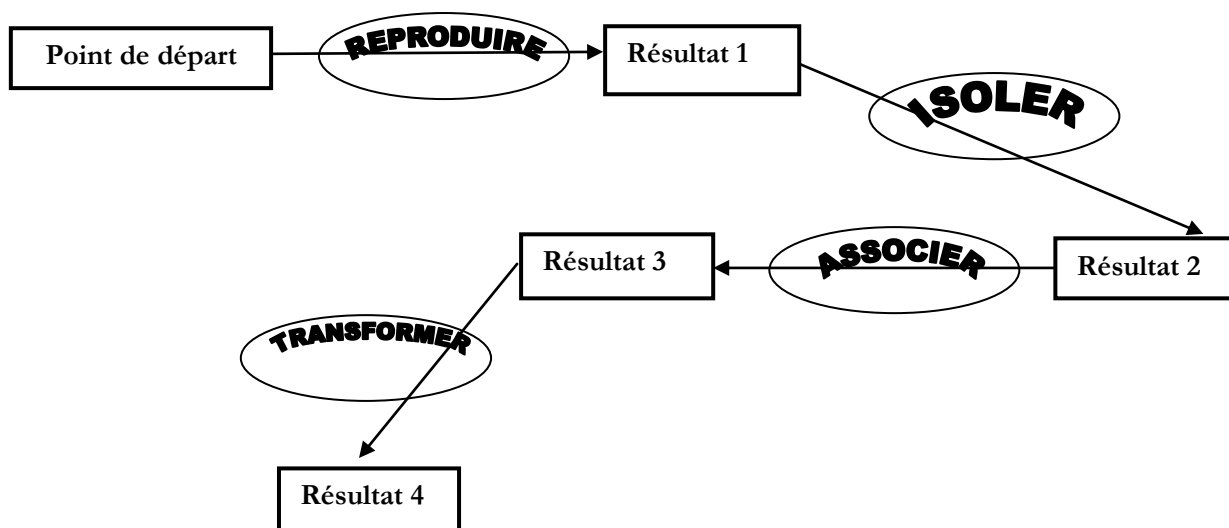 Point de départ
REPRODUIRE
Résultat 1
ISOLER
Résultat 2
ASSOCIER
Résultat 3
TRANSFORMER
Résultat 4